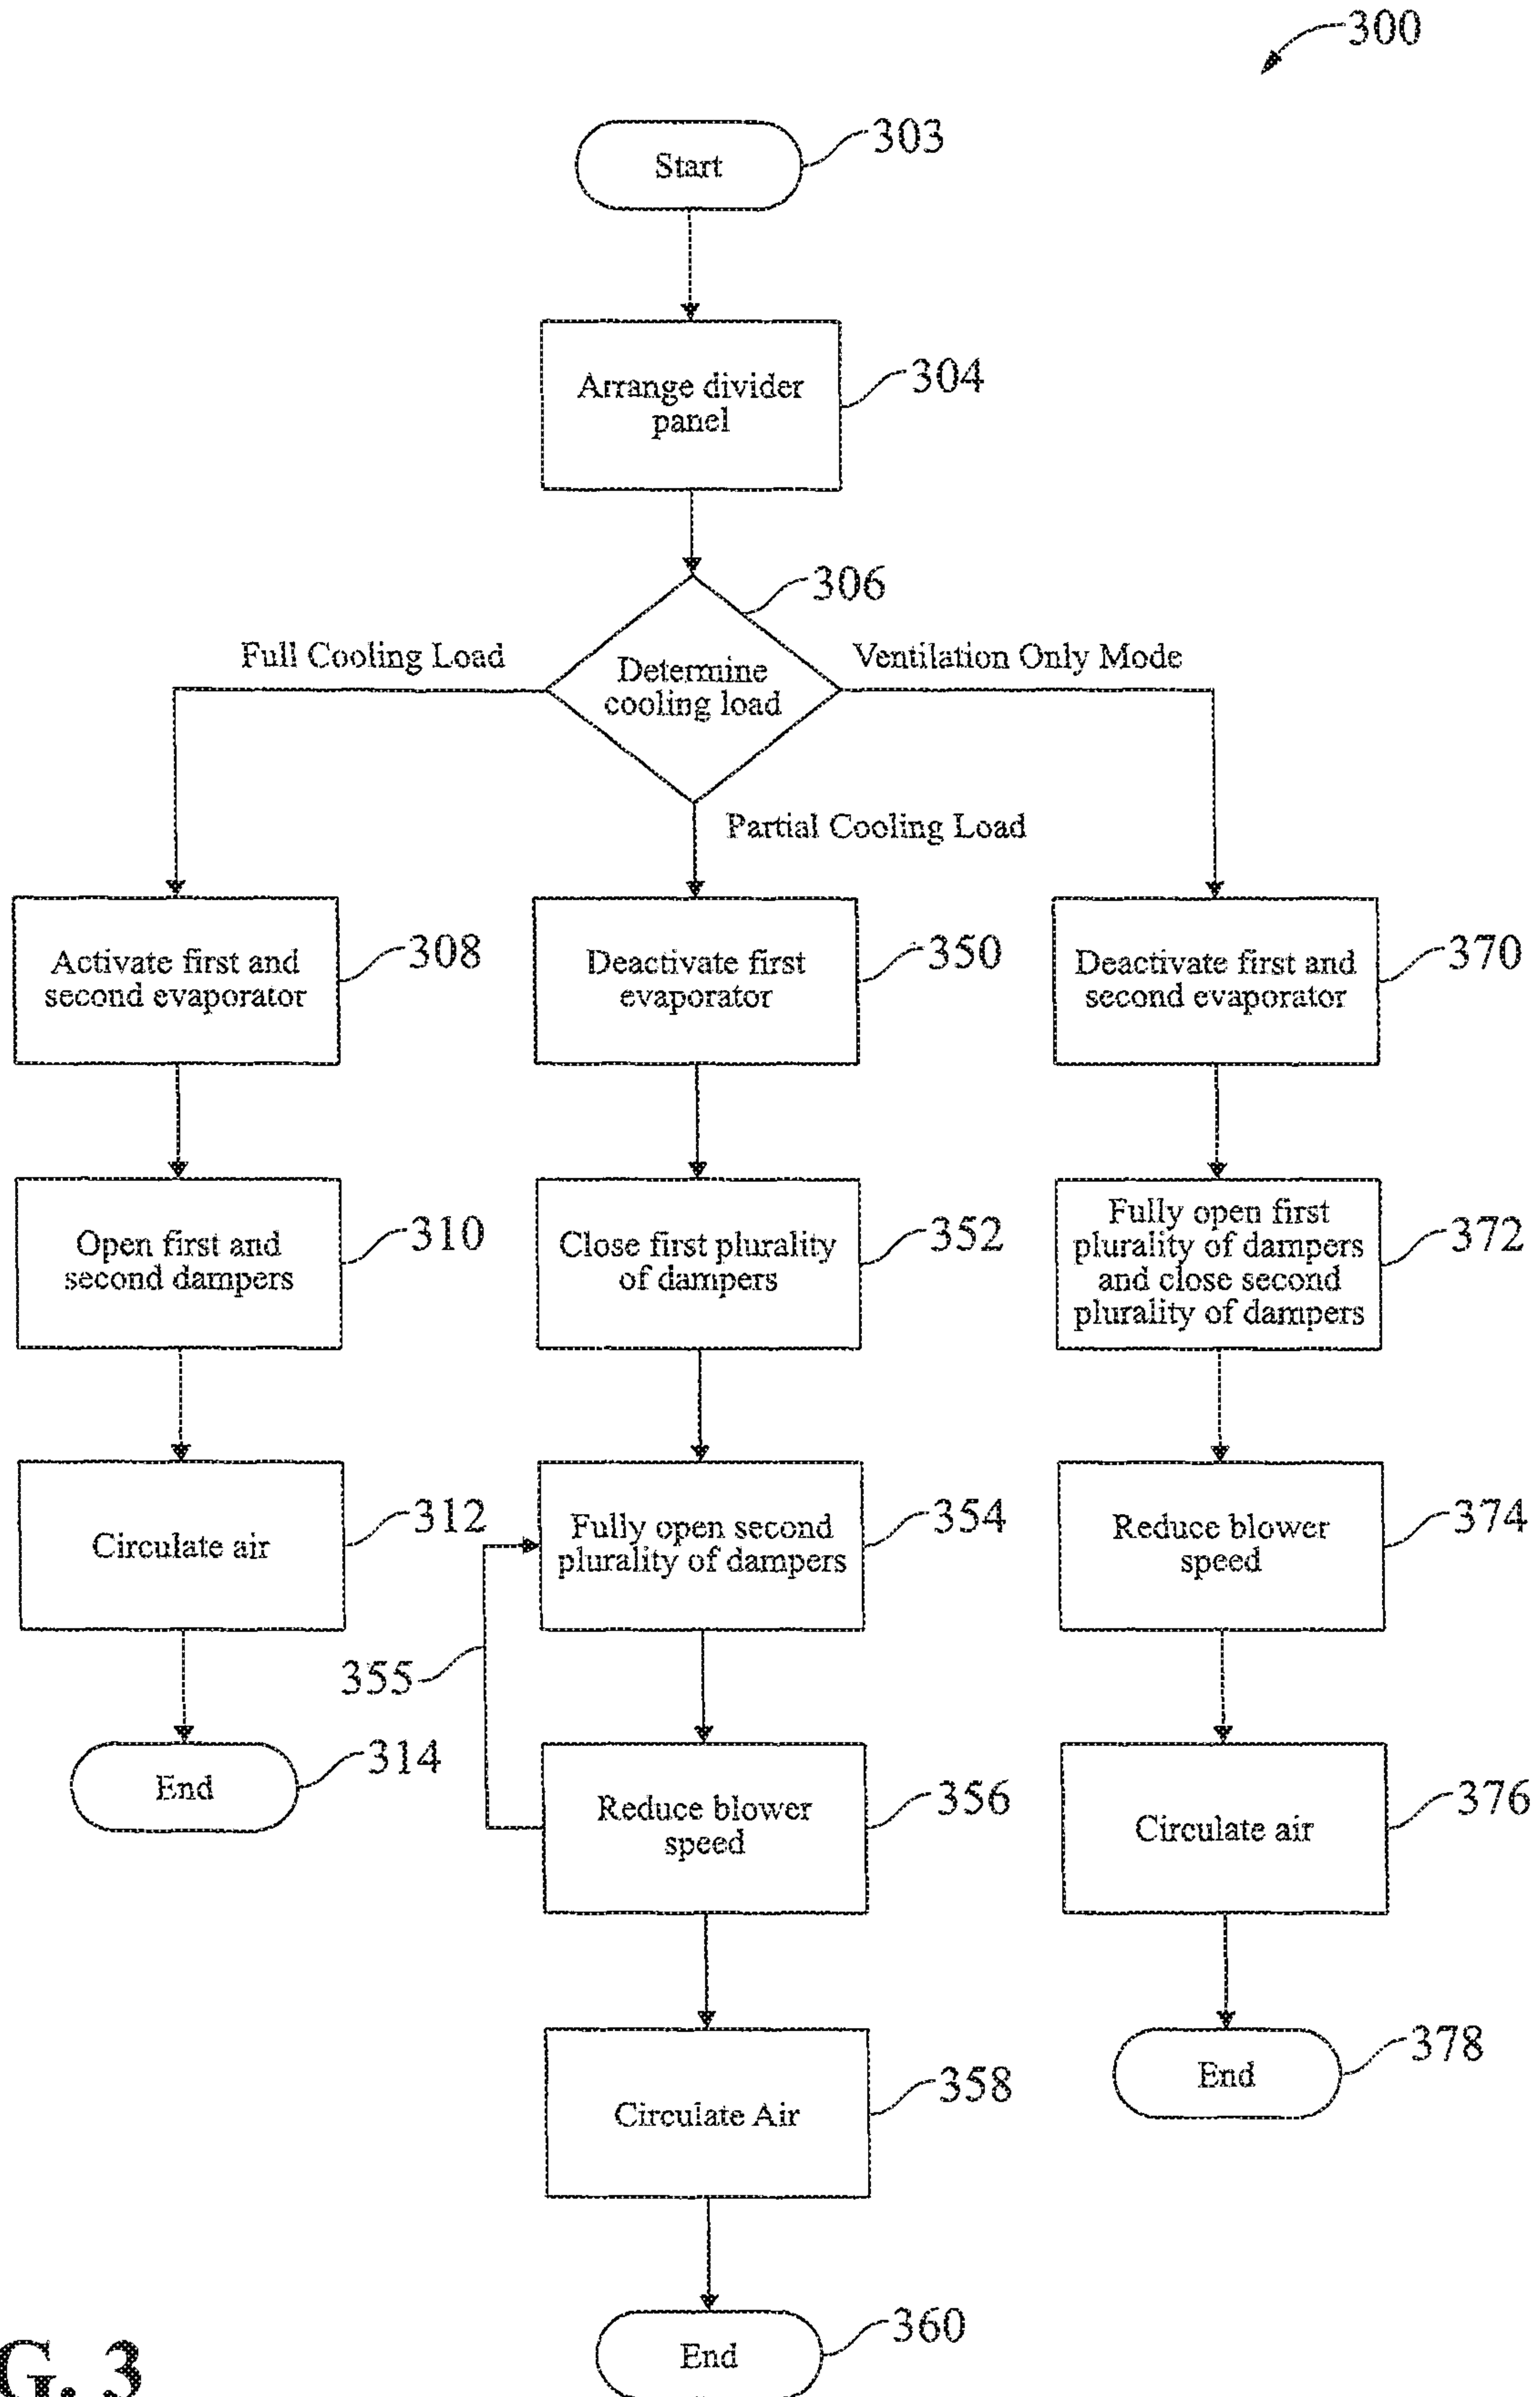 300
Start
303
Arrange divider
panel
304
306
Full Cooling Load
Determine
cooling load
Ventilation Only Mode
Partial Cooling Load
Activate first and
second evaporator
308
Deactivate first
evaporator
350
Deactivate first and
second evaporator
370
Open first and
second dampers
310
Close first plurality
of dampers
352
Fully open first
plurality of dampers
and close second
plurality of dampers
372
Circulate air
312
Fully open second
plurality of dampers
354
Reduce blower
speed
374
355
End
314
Reduce blower
speed
356
Circulate air
376
Circulate Air
358
End
378
End
360
G. 3